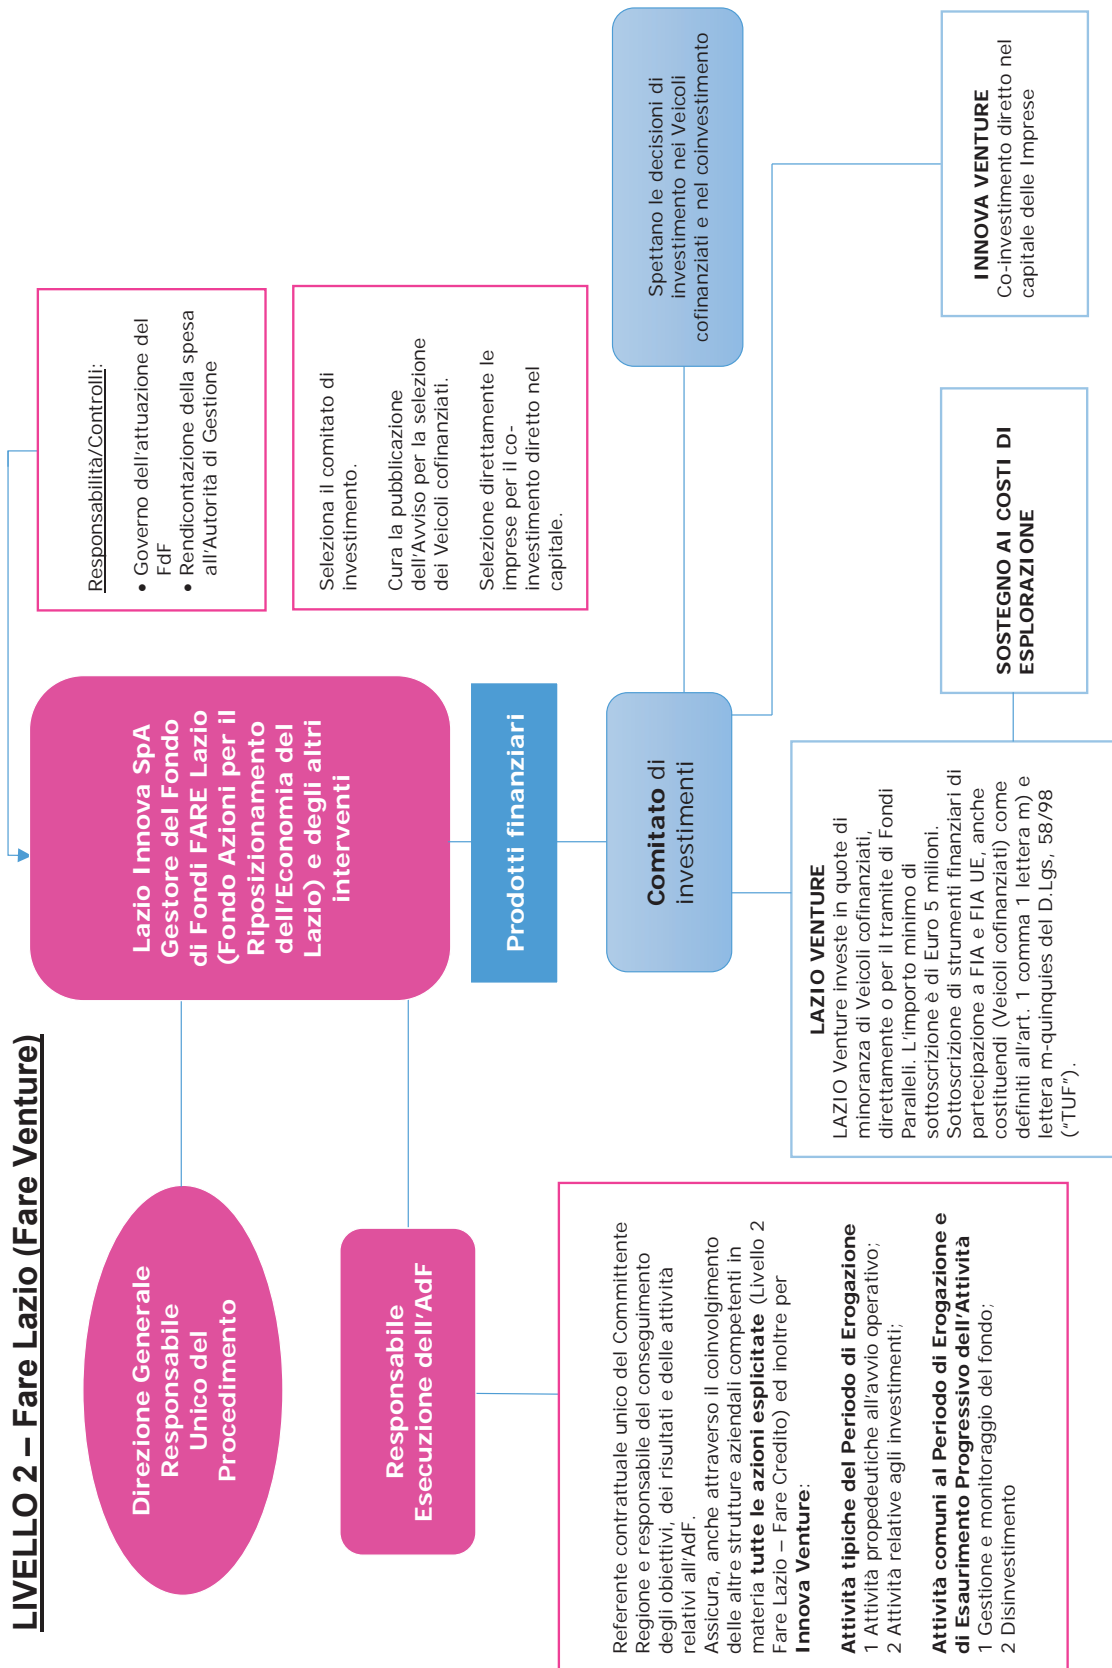 LIVELLO 2 – Fare Lazio (Fare Venture)
Direzione Generale
Responsabile
Unico del
Procedimento
Lazio Innova SpA
Gestore del Fondo
di Fondi FARE Lazio
(Fondo Azioni per il
Riposizionamento
dell'Economia del
Lazio) e degli altri
interventi
Responsabilità/Controlli:
• Governo dell'attuazione del
FdF
• Rendicontazione della spesa
all'Autorità di Gestione
Responsabile
Esecuzione dell'AdF
Seleziona il comitato di
investimento.
Cura la pubblicazione
dell'Avviso per la selezione
dei Veicoli cofinanziati.
Selezione direttamente le
imprese per il co-
investimento diretto nel
capitale.
Prodotti finanziari
Referente contrattuale unico del Committente
Regione e responsabile del conseguimento
degli obiettivi, dei risultati e delle attività
relativi all'AdF.
Assicura, anche attraverso il coinvolgimento
delle altre strutture aziendali competenti in
materia tutte le azioni esplicitate (Livello 2
Fare Lazio – Fare Credito) ed inoltre per
Innova Venture:
Attività tipiche del Periodo di Erogazione
1 Attività propedeutiche all'avvio operativo;
2 Attività relative agli investimenti;
Attività comuni al Periodo di Erogazione e
di Esaurimento Progressivo dell'Attività
1 Gestione e monitoraggio del fondo;
2 Disinvestimento
Comitato di
investimenti
Spettano le decisioni di
investimento nei Veicoli
cofinanziati e nel coinvestimento
LAZIO VENTURE
LAZIO Venture investe in quote di
minoranza di Veicoli cofinanziati,
direttamente o per il tramite di Fondi
Paralleli. L'importo minimo di
sottoscrizione è di Euro 5 milioni.
Sottoscrizione di strumenti finanziari di
partecipazione a FIA e FIA UE, anche
costituendi (Veicoli cofinanziati) come
definiti all'art. 1 comma 1 lettera m) e
lettera m-quinquies del D.Lgs, 58/98
("TUF").
SOSTEGNO AI COSTI DI
ESPLORAZIONE
INNOVA VENTURE
Co-investimento diretto nel
capitale delle Imprese